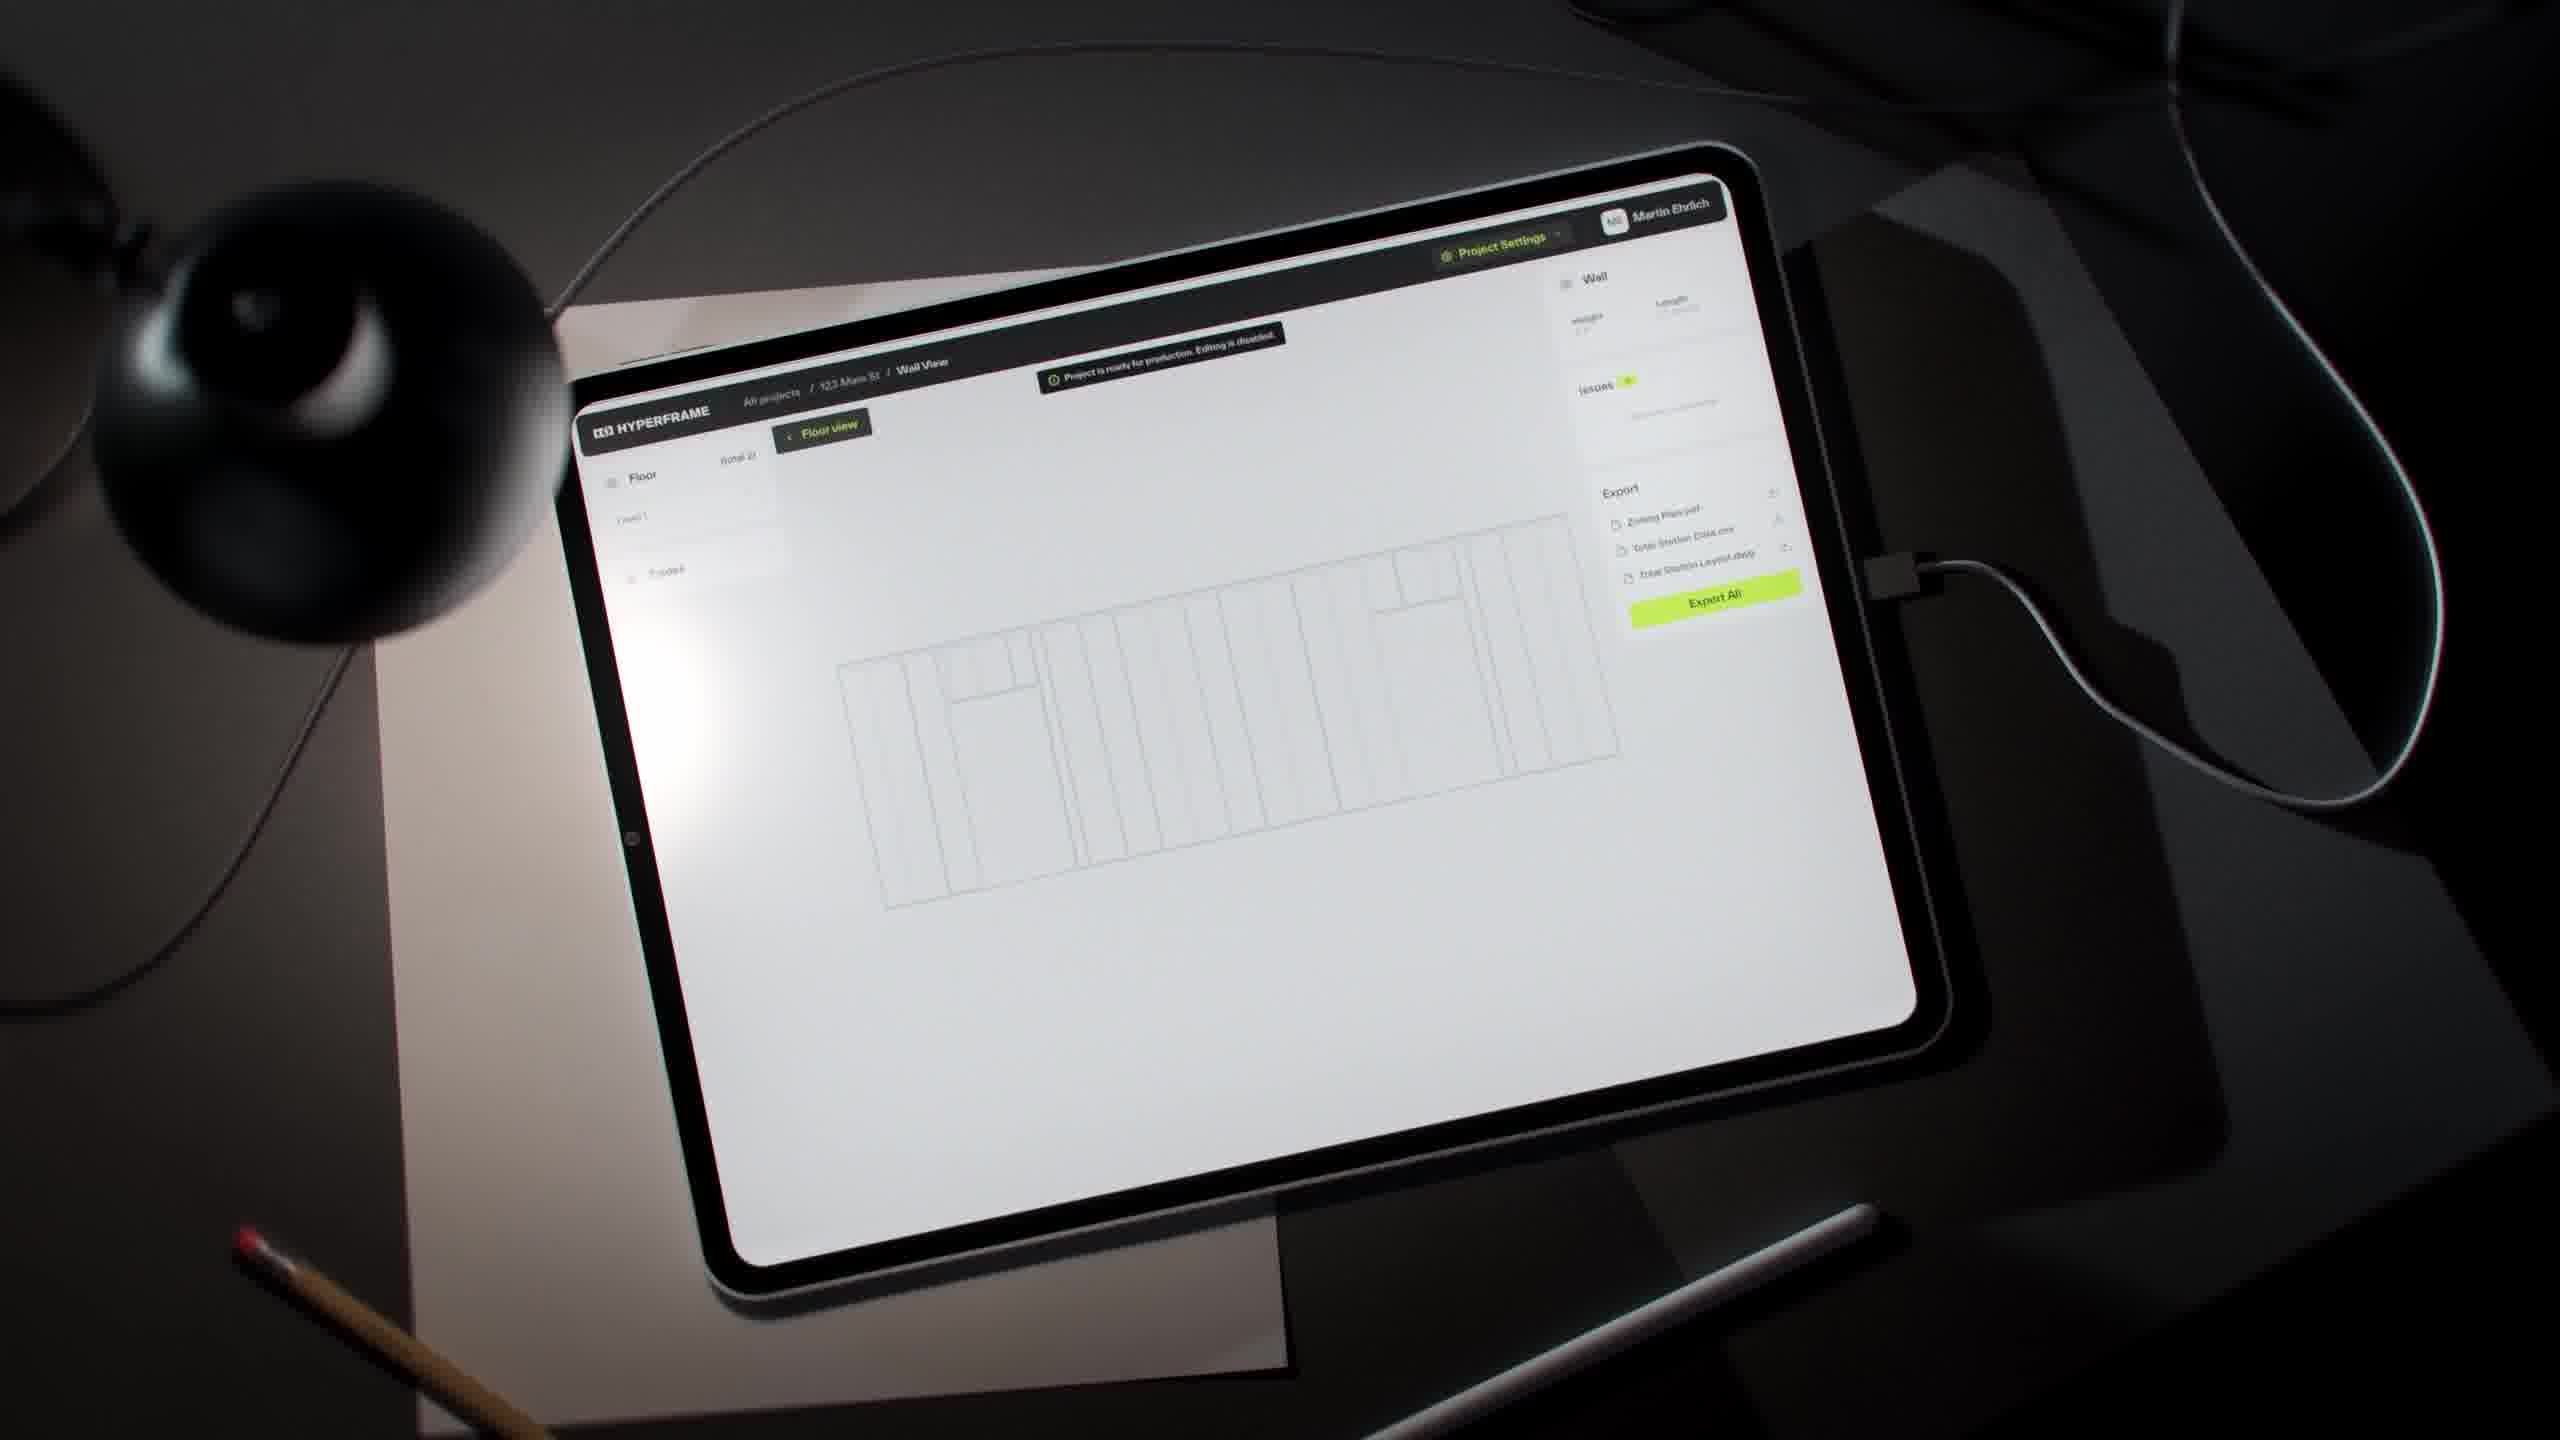 HYPERFRAME
All projects / 123 Main St / Wall View
Project Settings
ME Martin Ehrlich
Floor view
Project is ready for production. Editing is disabled.
Floor
(total 2)
Level 1
Trades
Wall
Height
Length
Issues
Export
Zoning Plan.pdf
Total Station Data.csv
Total Station Layout.dwg
Export All